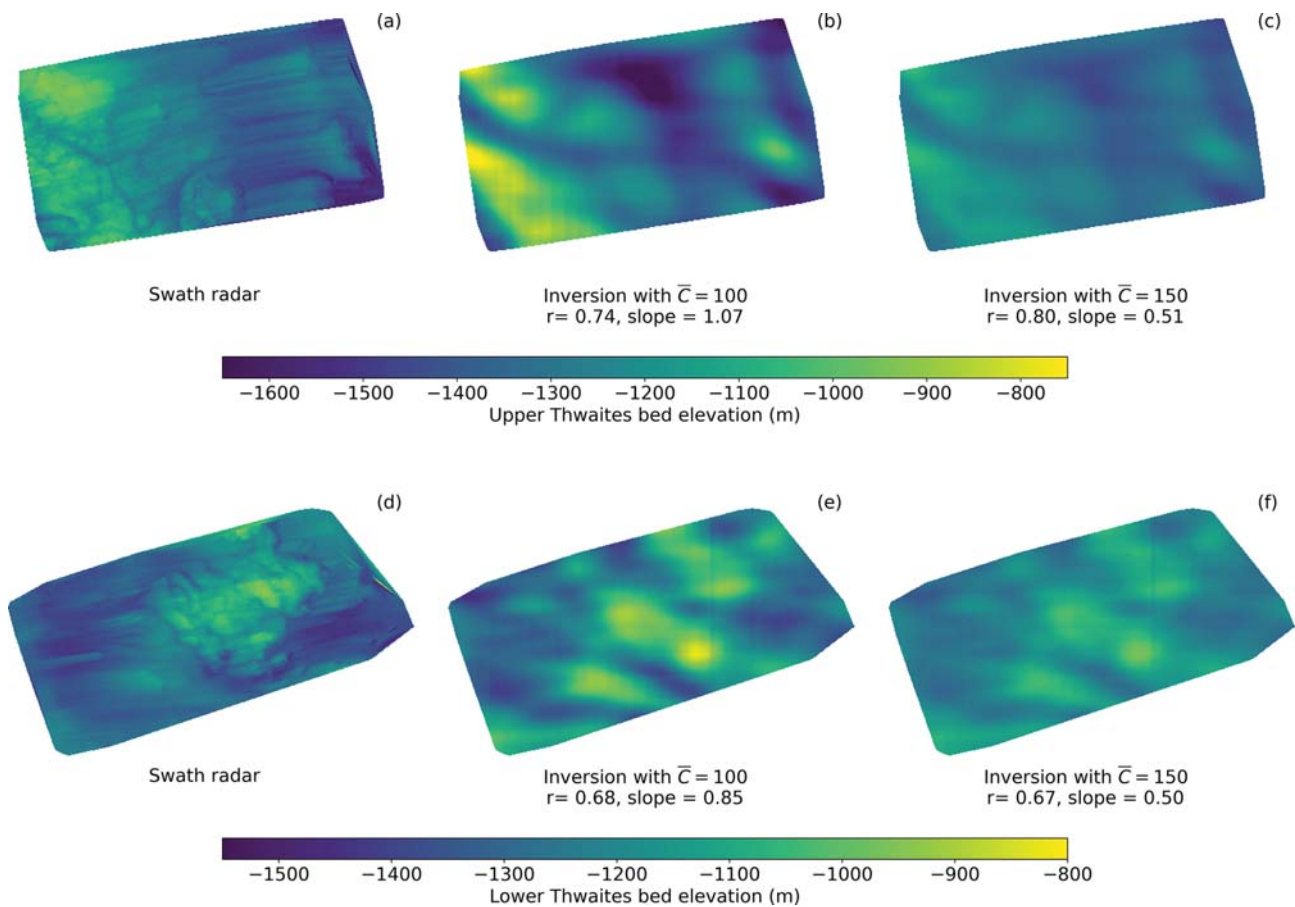 (a)
(b)
(c)
Swath radar
Inversion with C̅ = 100
r= 0.74, slope = 1.07
Inversion with C̅ = 150
r= 0.80, slope = 0.51
−1600 −1500 −1400 −1300 −1200 −1100 −1000 −900 −800
Upper Thwaites bed elevation (m)
(d)
(e)
(f)
Swath radar
Inversion with C̅ = 100
r= 0.68, slope = 0.85
Inversion with C̅ = 150
r= 0.67, slope = 0.50
−1500 −1400 −1300 −1200 −1100 −1000 −900 −800
Lower Thwaites bed elevation (m)